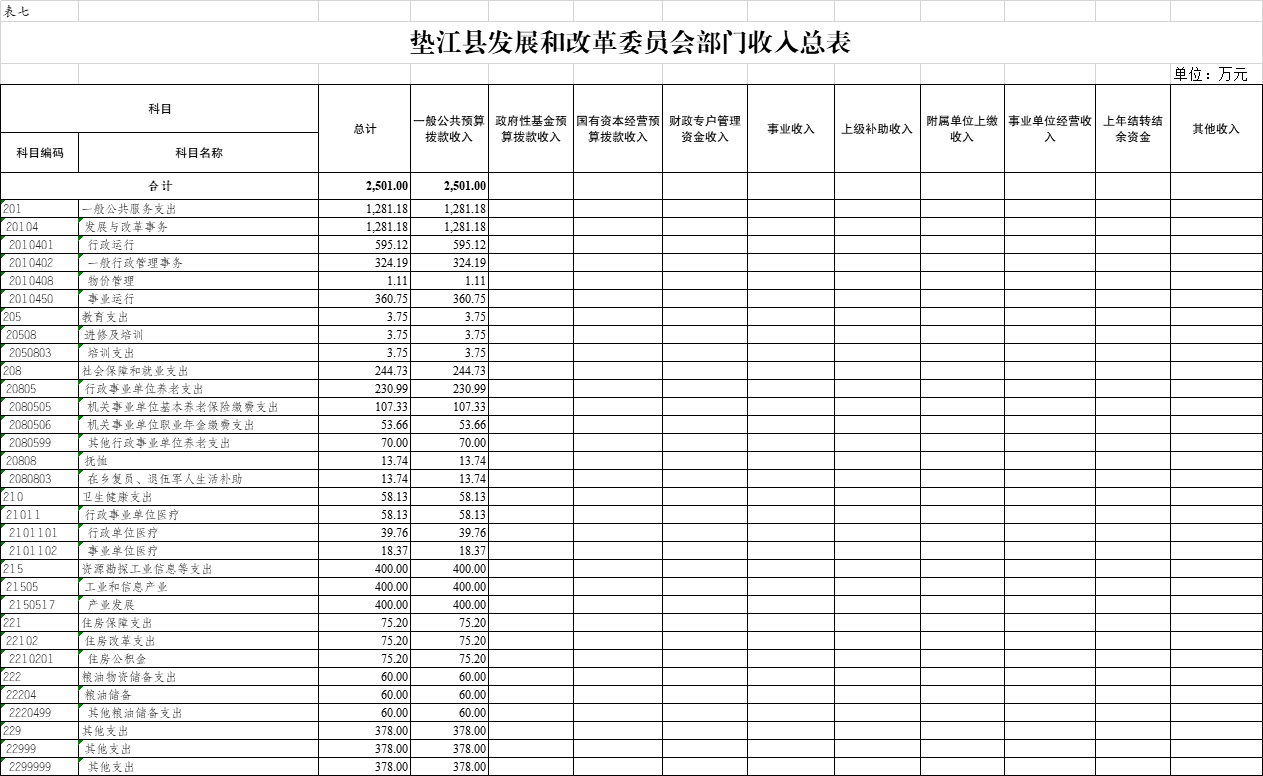 表七
垫江县发展和改革委员会部门收入总表
单位：万元
科目 总计 一般公共预算拨款收入 政府性基金预算拨款收入 国有资本经营预算拨款收入 财政专户管理资金收入 事业收入 上级补助收入 附属单位上缴收入 事业单位经营收入 上年结转结余资金 其他收入
科目编码 科目名称
合计 2,501.00 2,501.00
201 一般公共服务支出 1,281.18 1,281.18
20104 发展与改革事务 1,281.18 1,281.18
2010401 行政运行 595.12 595.12
2010402 一般行政管理事务 324.19 324.19
2010408 物价管理 1.11 1.11
2010450 事业运行 360.75 360.75
205 教育支出 3.75 3.75
20508 进修及培训 3.75 3.75
2050803 培训支出 3.75 3.75
208 社会保障和就业支出 244.73 244.73
20805 行政事业单位养老支出 230.99 230.99
2080505 机关事业单位基本养老保险缴费支出 107.33 107.33
2080506 机关事业单位职业年金缴费支出 53.66 53.66
2080599 其他行政事业单位养老支出 70.00 70.00
20808 抚恤 13.74 13.74
2080803 在乡复员、退伍军人生活补助 13.74 13.74
210 卫生健康支出 58.13 58.13
21011 行政事业单位医疗 58.13 58.13
2101101 行政单位医疗 39.76 39.76
2101102 事业单位医疗 18.37 18.37
215 资源勘探工业信息等支出 400.00 400.00
21505 工业和信息产业 400.00 400.00
2150517 产业发展 400.00 400.00
221 住房保障支出 75.20 75.20
22102 住房改革支出 75.20 75.20
2210201 住房公积金 75.20 75.20
222 粮油物资储备支出 60.00 60.00
22204 粮油储备 60.00 60.00
2220499 其他粮油储备支出 60.00 60.00
229 其他支出 378.00 378.00
22999 其他支出 378.00 378.00
2299999 其他支出 378.00 378.00